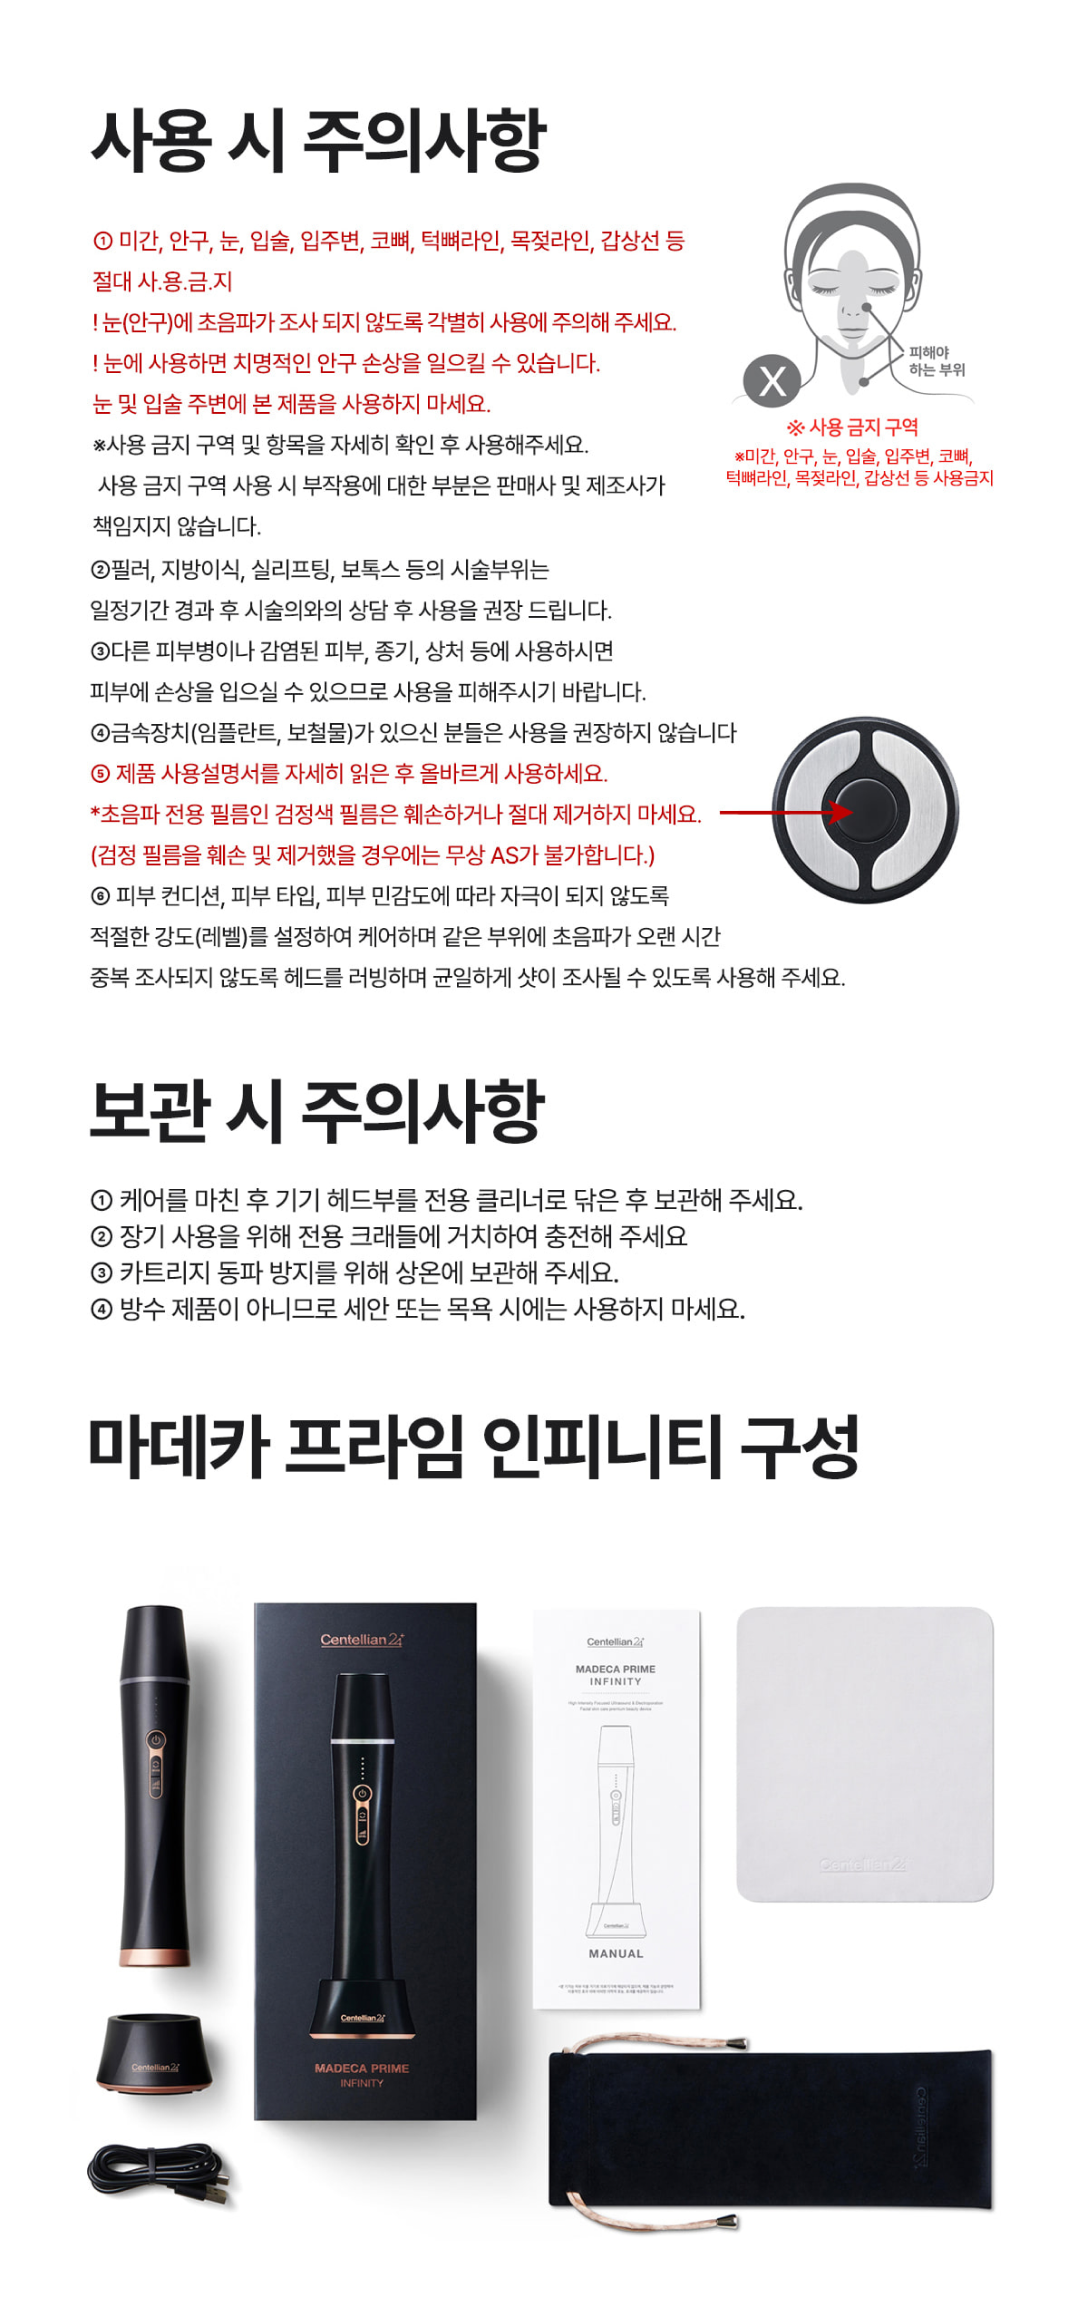 사용 시 주의사항
① 미간, 안구, 눈, 입술, 입주변, 코뼈, 턱뼈라인, 목젖라인, 갑상선 등
절대 사.용.금.지
! 눈(안구)에 초음파가 조사 되지 않도록 각별히 사용에 주의해 주세요.
! 눈에 사용하면 치명적인 안구 손상을 일으킬 수 있습니다.
눈 및 입술 주변에 본 제품을 사용하지 마세요.
※사용 금지 구역 및 항목을 자세히 확인 후 사용해주세요.
사용 금지 구역 사용 시 부작용에 대한 부분은 판매사 및 제조사가
책임지지 않습니다.
피해야
하는 부위
X
※ 사용 금지 구역
※미간, 안구, 눈, 입술, 입주변, 코뼈,
턱뼈라인, 목젖라인, 갑상선 등 사용금지
②필러, 지방이식, 실리프팅, 보톡스 등의 시술부위는
일정기간 경과 후 시술의와의 상담 후 사용을 권장 드립니다.
③다른 피부병이나 감염된 피부, 종기, 상처 등에 사용하시면
피부에 손상을 입으실 수 있으므로 사용을 피해주시기 바랍니다.
④금속장치(임플란트, 보철물)가 있으신 분들은 사용을 권장하지 않습니다
⑤ 제품 사용설명서를 자세히 읽은 후 올바르게 사용하세요.
*초음파 전용 필름인 검정색 필름은 훼손하거나 절대 제거하지 마세요.
(검정 필름을 훼손 및 제거했을 경우에는 무상 AS가 불가합니다.)
⑥ 피부 컨디션, 피부 타입, 피부 민감도에 따라 자극이 되지 않도록
적절한 강도(레벨)를 설정하여 케어하며 같은 부위에 초음파가 오랜 시간
중복 조사되지 않도록 헤드를 러빙하며 균일하게 샷이 조사될 수 있도록 사용해 주세요.
보관 시 주의사항
① 케어를 마친 후 기기 헤드부를 전용 클리너로 닦은 후 보관해 주세요.
② 장기 사용을 위해 전용 크래들에 거치하여 충전해 주세요
③ 카트리지 동파 방지를 위해 상온에 보관해 주세요.
④ 방수 제품이 아니므로 세안 또는 목욕 시에는 사용하지 마세요.
마데카 프라임 인피니티 구성
Centellian 24+
Centellian 24+
MADECA PRIME
INFINITY
Centellian 24+
MADECA PRIME
INFINITY
High-Intensity Focused Ultrasound & Electroporation
Facial skin care premium beauty device
Centellian 24+
MANUAL
Centellian 24+
Centellian 24+
Centellian 24+